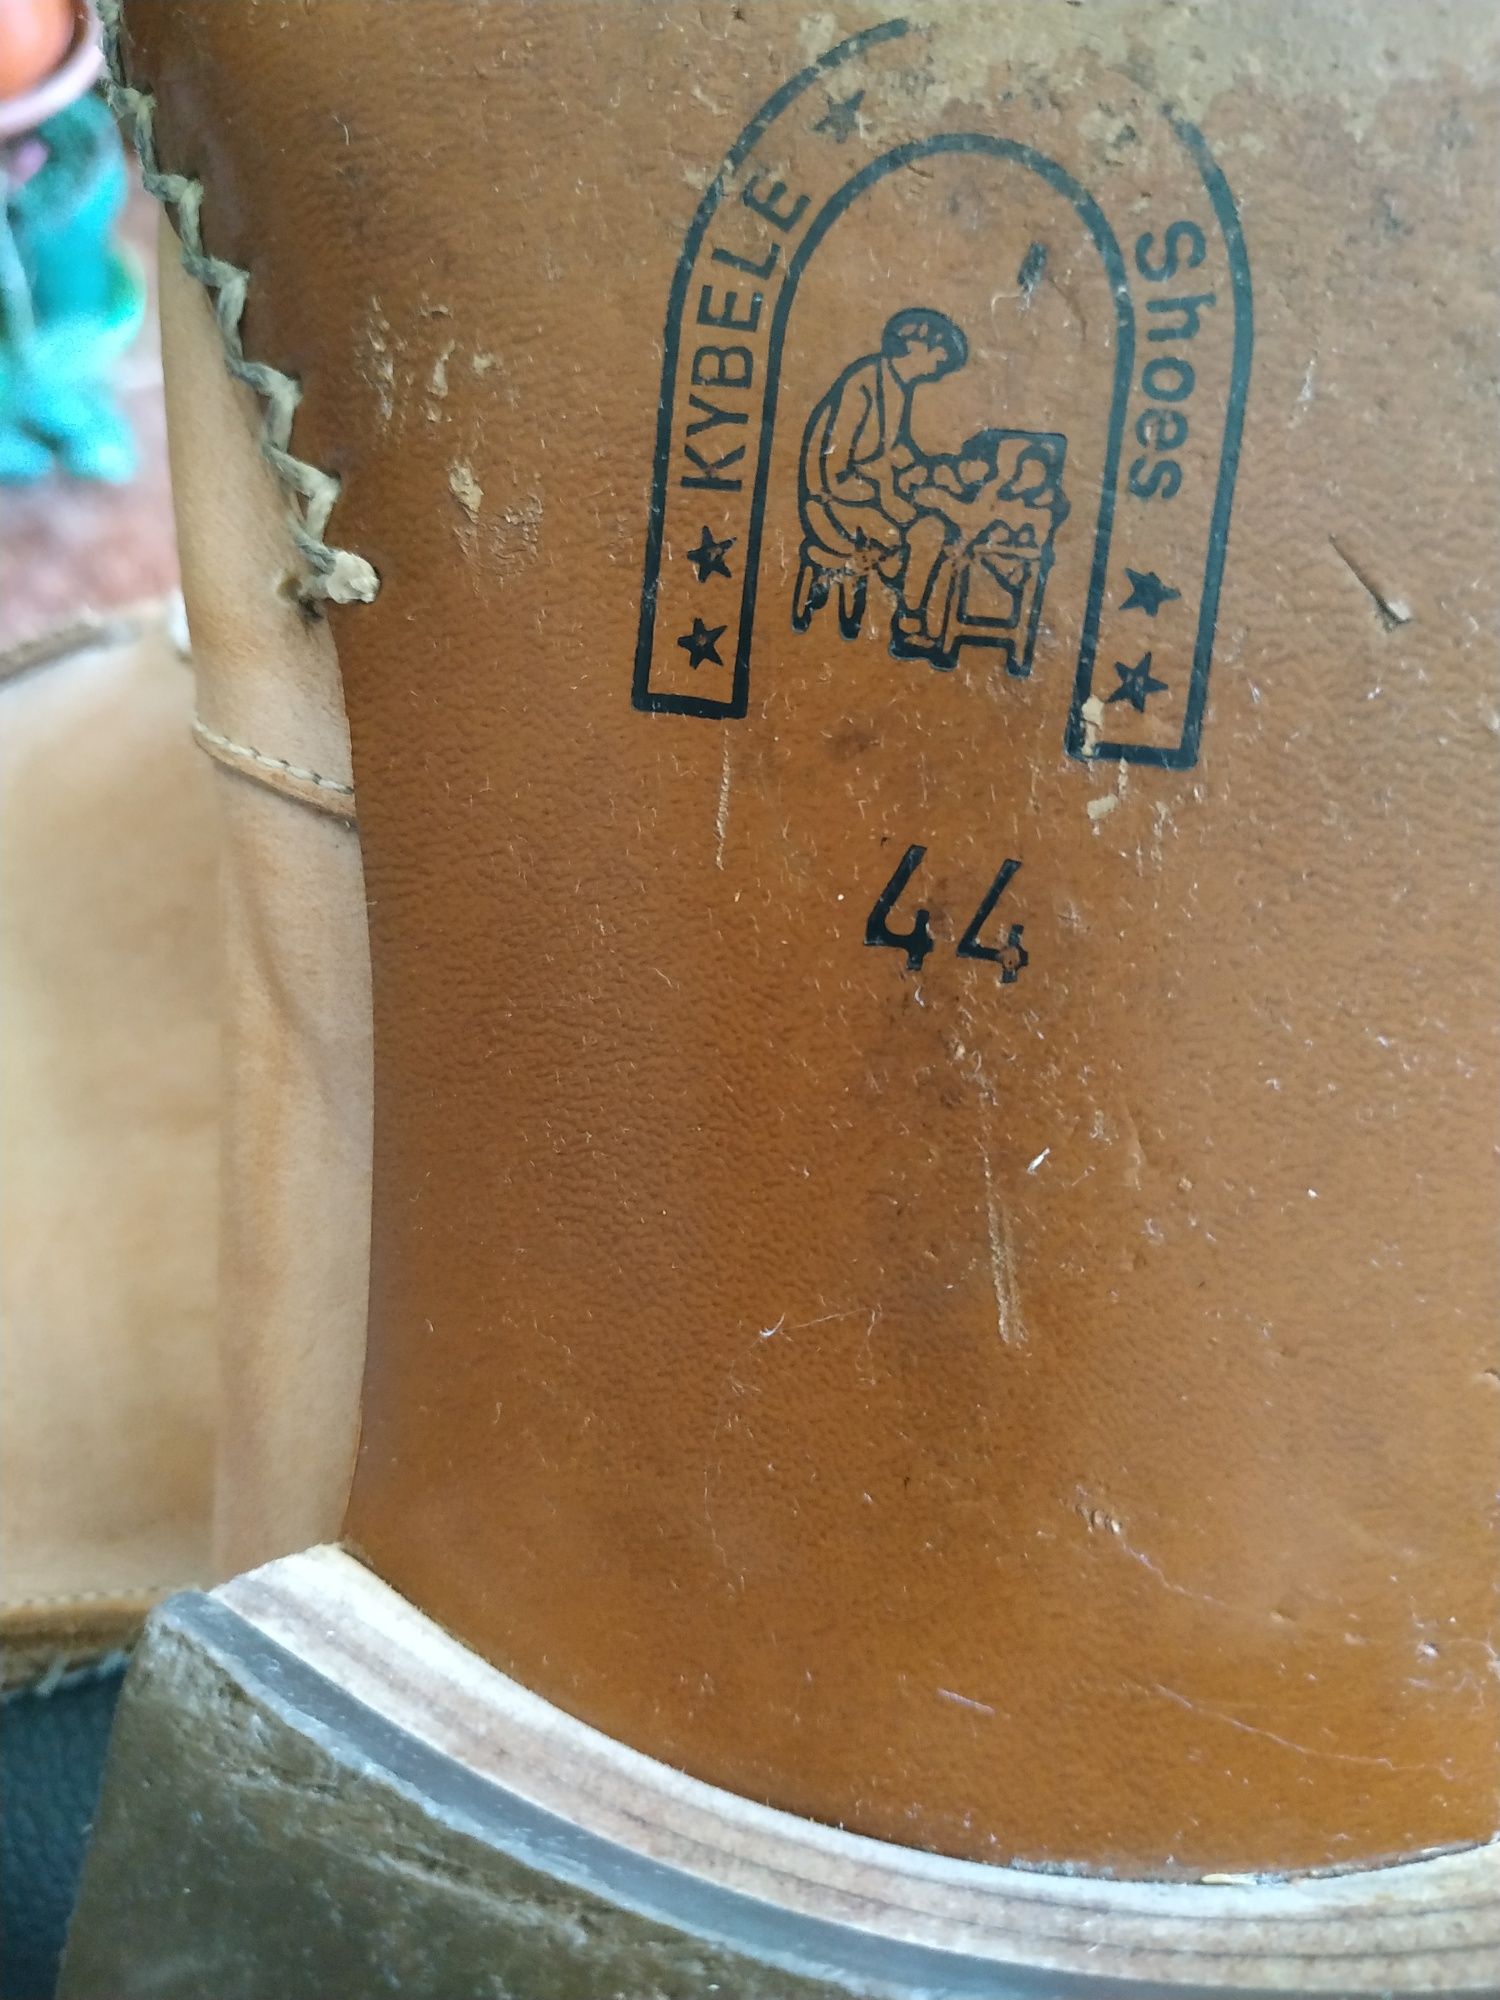 ★ ★ KYBELE ★ Shoes ★ ★
44